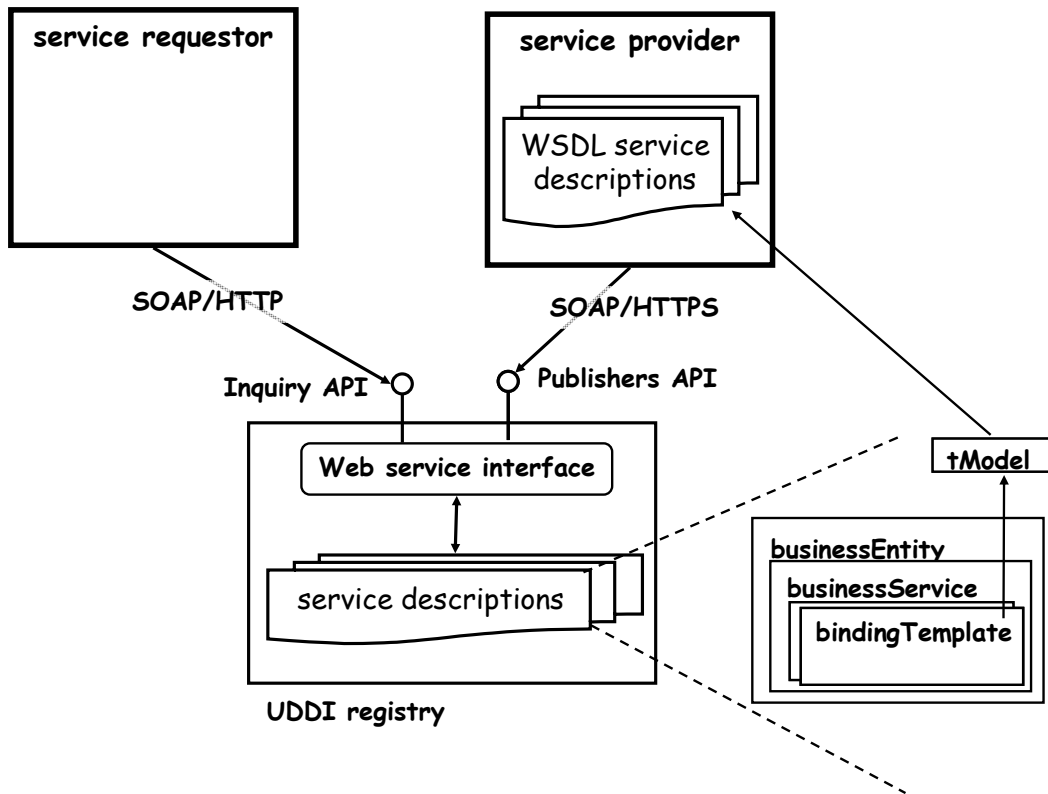 service requestor
service provider
WSDL service
descriptions
SOAP/HTTP
SOAP/HTTPS
Inquiry API
Publishers API
Web service interface
tModel
businessEntity
businessService
service descriptions
bindingTemplate
UDDI registry